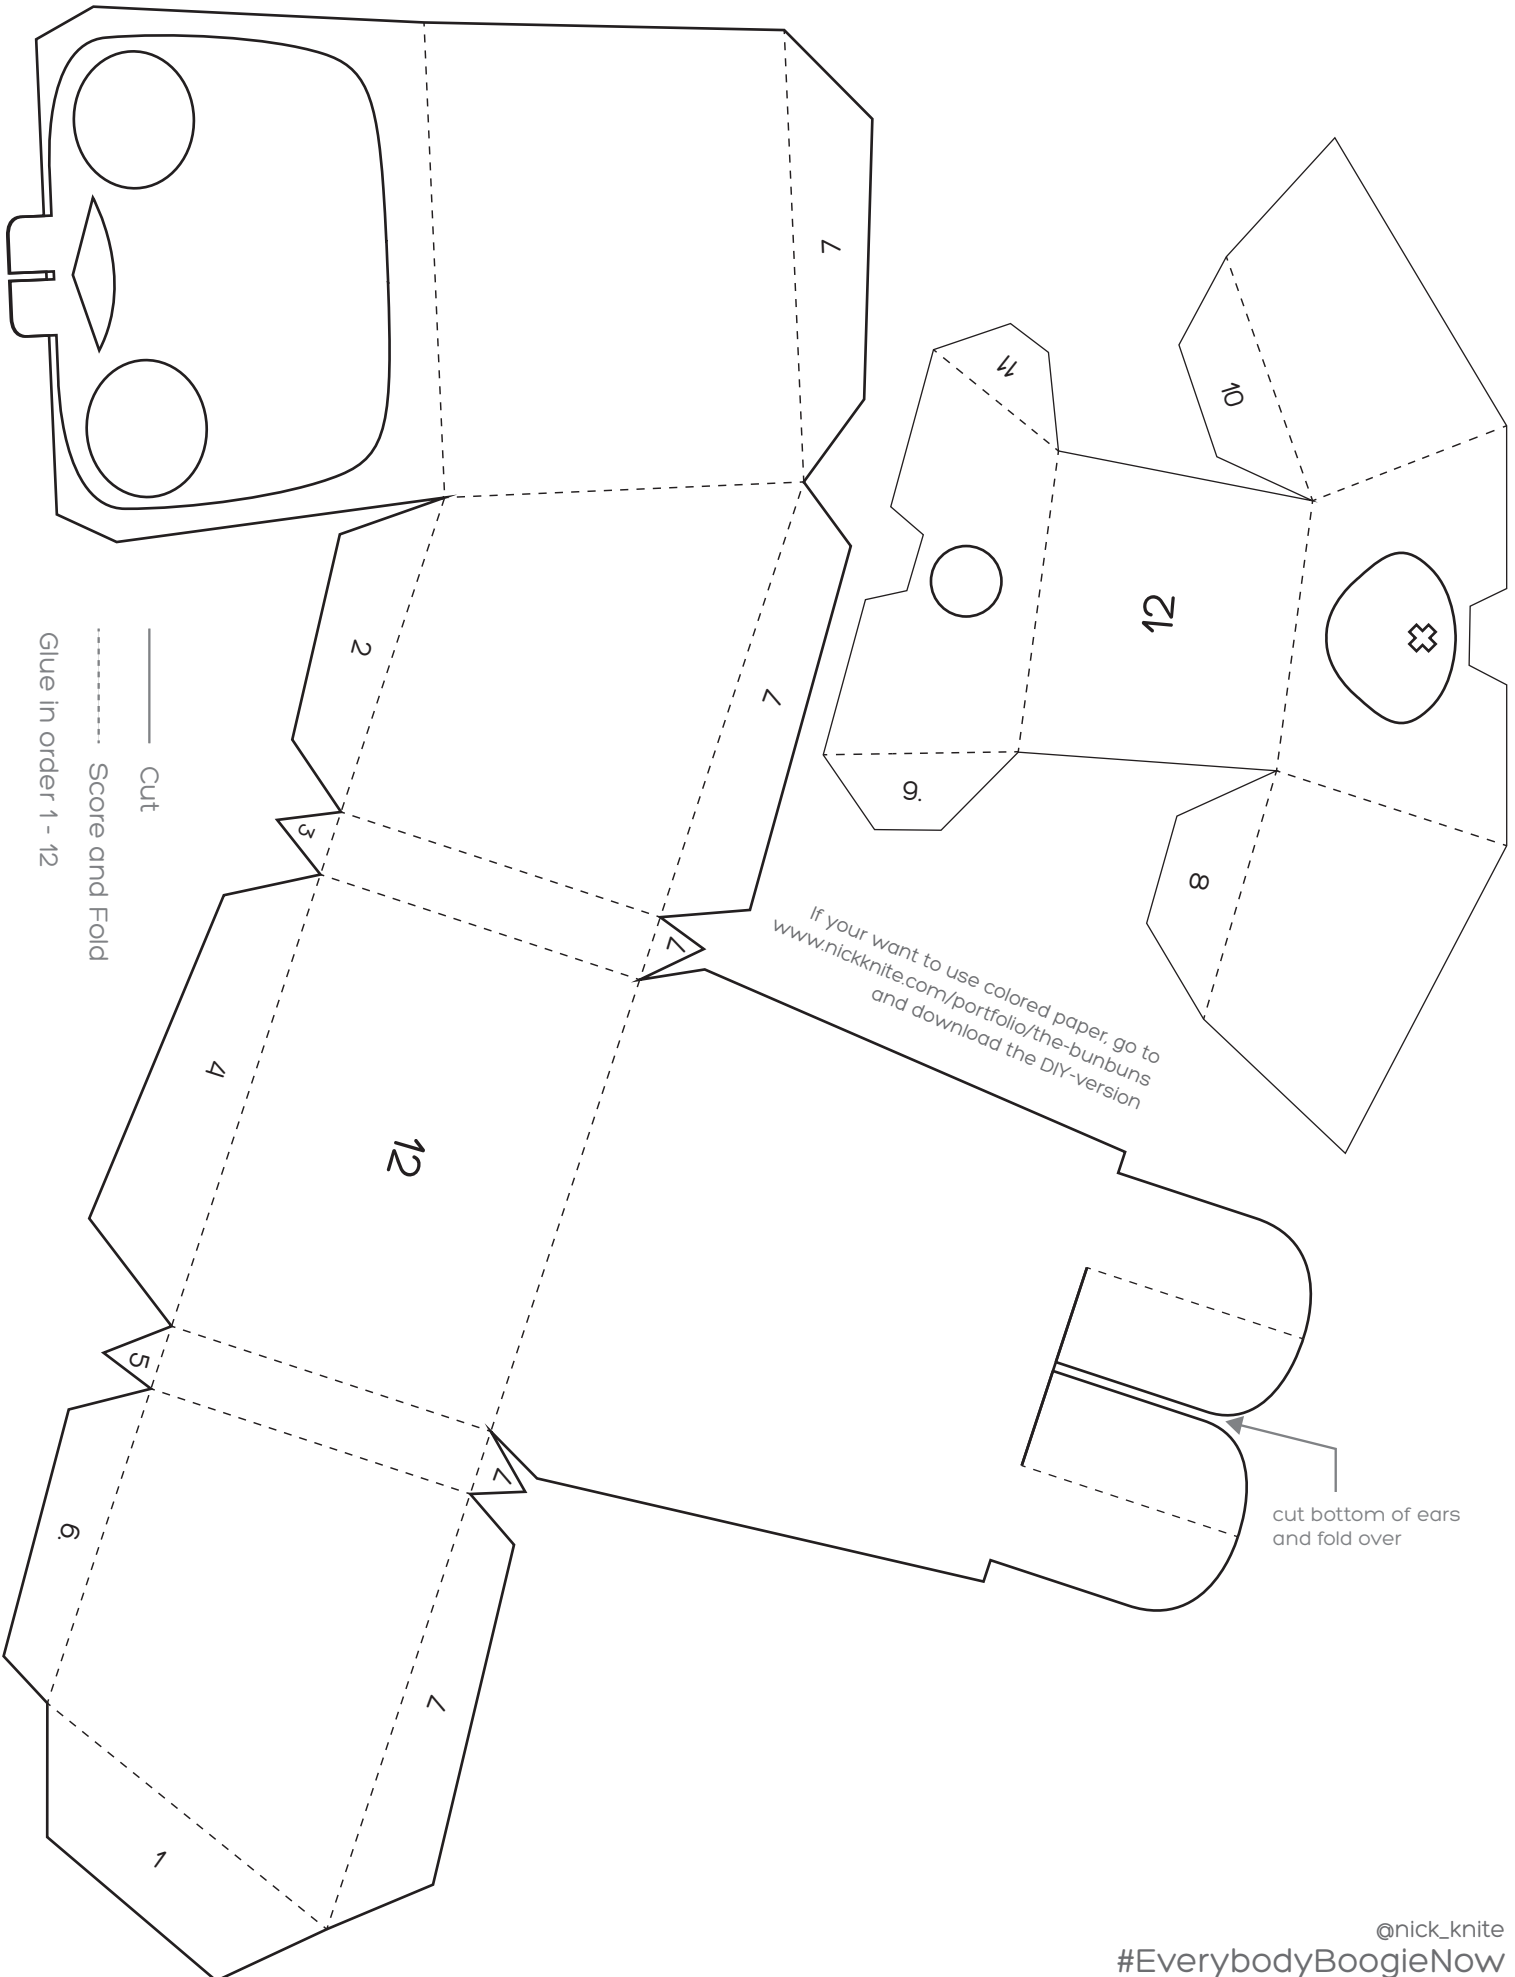 7
11
10
12
2
7
3
9.
8
7
4
12
5
7
6.
7
1
Cut
Score and Fold
Glue in order 1 - 12
If your want to use colored paper, go to
www.nickknite.com/portfolio/the-bunbuns
and download the DIY-version
cut bottom of ears
and fold over
@nick_knite
#EverybodyBoogieNow